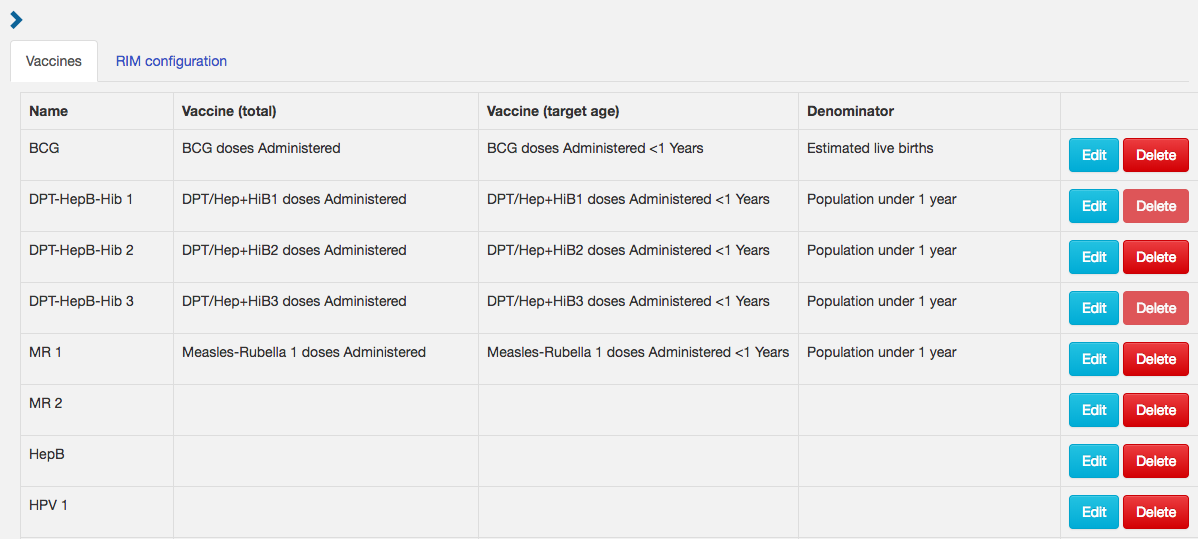 Vaccines RIM configuration
Name Vaccine (total) Vaccine (target age) Denominator
BCG BCG doses Administered BCG doses Administered <1 Years Estimated live births Edit Delete
DPT-HepB-Hib 1 DPT/Hep+HiB1 doses Administered DPT/Hep+HiB1 doses Administered <1 Years Population under 1 year Edit Delete
DPT-HepB-Hib 2 DPT/Hep+HiB2 doses Administered DPT/Hep+HiB2 doses Administered <1 Years Population under 1 year Edit Delete
DPT-HepB-Hib 3 DPT/Hep+HiB3 doses Administered DPT/Hep+HiB3 doses Administered <1 Years Population under 1 year Edit Delete
MR 1 Measles-Rubella 1 doses Administered Measles-Rubella 1 doses Administered <1 Years Population under 1 year Edit Delete
MR 2 Edit Delete
HepB Edit Delete
HPV 1 Edit Delete